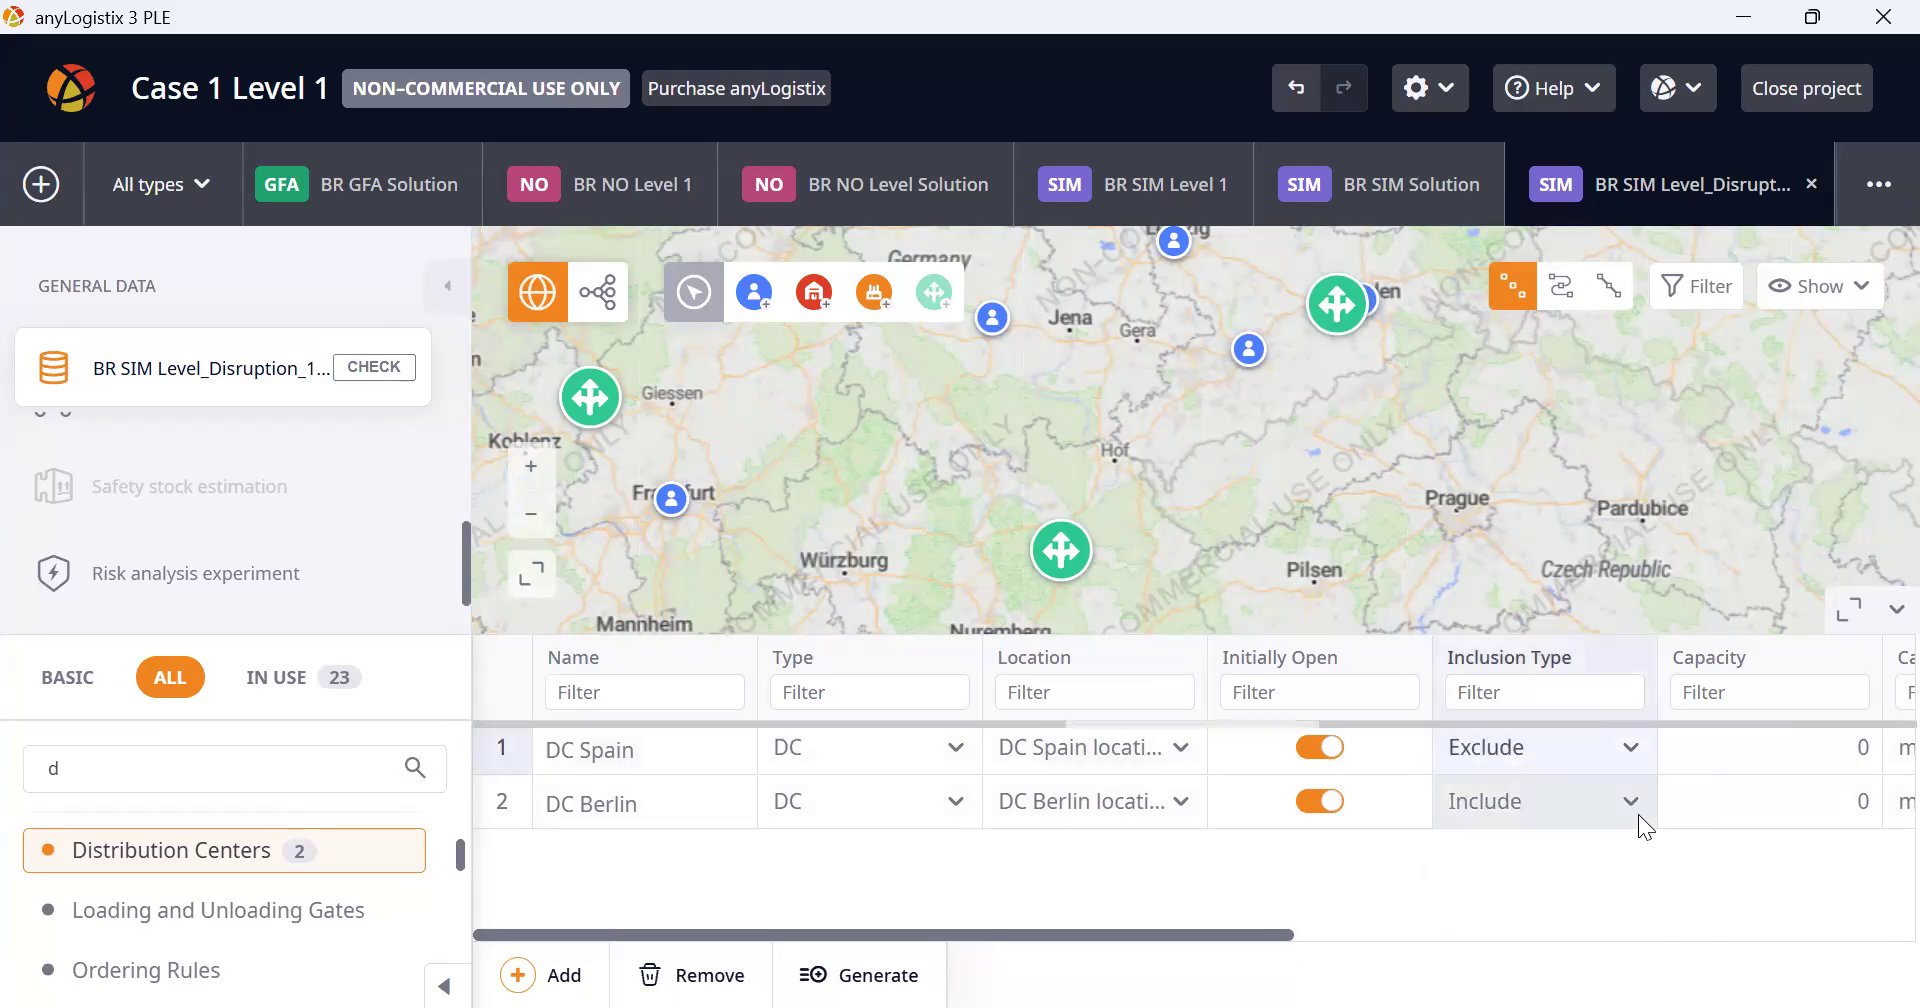 anyLogistix 3 PLE
Case 1 Level 1
NON-COMMERCIAL USE ONLY
Purchase anyLogistix
Help
Close project
All types
GFA BR GFA Solution
NO BR NO Level 1
NO BR NO Level Solution
SIM BR SIM Level 1
SIM BR SIM Solution
SIM BR SIM Level_Disrupt...
GENERAL DATA
BR SIM Level_Disruption_1...
CHECK
Safety stock estimation
Risk analysis experiment
BASIC
ALL
IN USE 23
d
Distribution Centers 2
Loading and Unloading Gates
Ordering Rules
Germany
Filter
Show
Jena
Gera
Giessen
Koblenz
Hof
Prague
Pardubice
Würzburg
Pilsen
Czech Republic
Mannheim
Nuremberg
Name Type Location Initially Open Inclusion Type Capacity
Filter Filter Filter Filter Filter Filter
1 DC Spain DC DC Spain locati... Exclude 0
2 DC Berlin DC DC Berlin locati... Include 0
Add
Remove
Generate